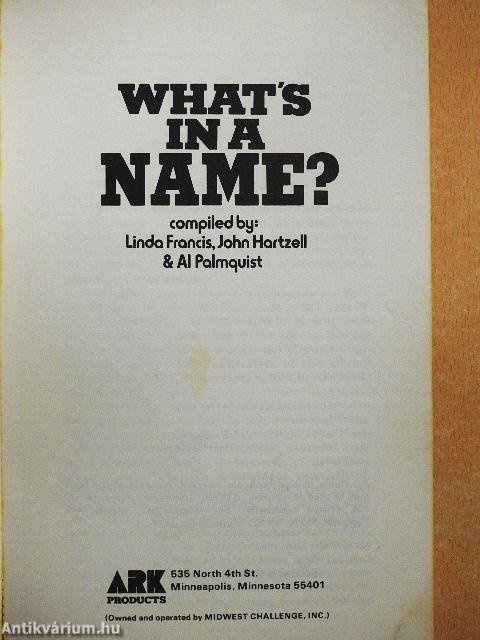 WHAT'S
IN A
NAME?
compiled by:
Linda Francis, John Hartzell
& Al Palmquist
ARK
PRODUCTS
535 North 4th St.
Minneapolis, Minnesota 55401
(Owned and operated by MIDWEST CHALLENGE, INC.)
Antikvárium.hu